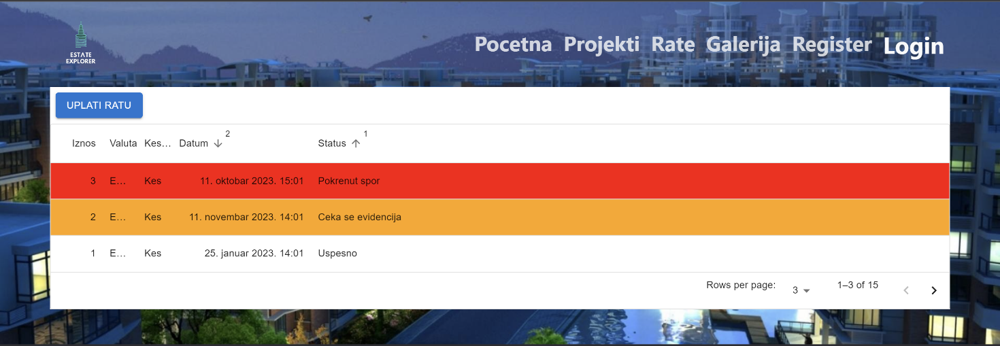 ESTATE
EXPLORER
Pocetna Projekti Rate Galerija Register Login
UPLATI RATU
Iznos Valuta Kes... Datum 2 Status 1
3 E... Kes 11. oktobar 2023. 15:01 Pokrenut spor
2 E... Kes 11. novembar 2023. 14:01 Ceka se evidencija
1 E... Kes 25. januar 2023. 14:01 Uspesno
Rows per page: 3 1–3 of 15